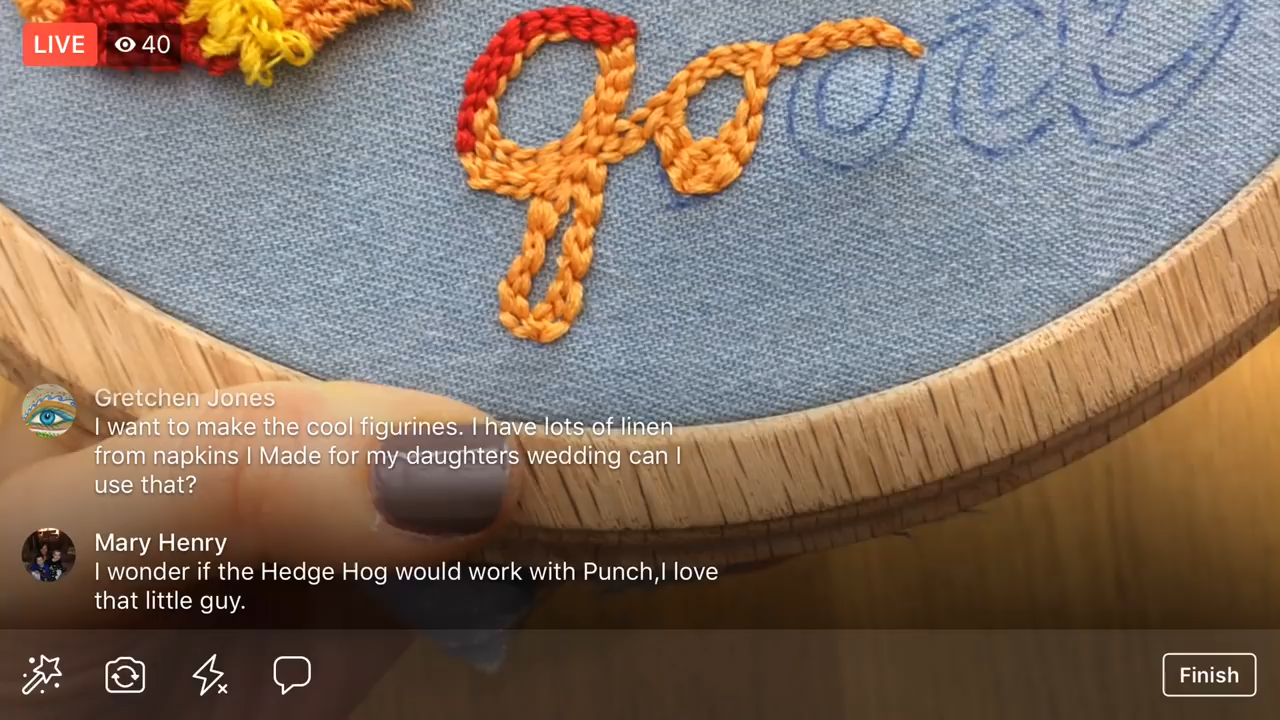 LIVE
40
Gretchen Jones
I want to make the cool figurines. I have lots of linen
from napkins I Made for my daughters wedding can I
use that?
Mary Henry
I wonder if the Hedge Hog would work with Punch,I love
that little guy.
Finish